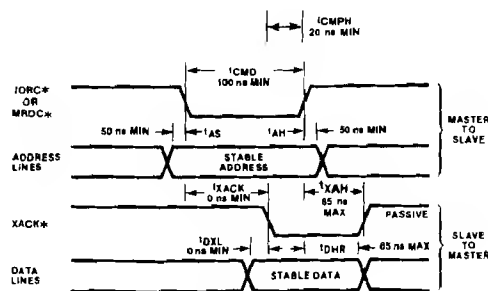 tCMPH
20 ns MIN
tCMD
100 ns MIN
IORC*
OR
MRDC*
50 ns MIN
tAS
tAH
50 ns MIN
ADDRESS
LINES
STABLE
ADDRESS
MASTER
TO
SLAVE
tXACK
0 ns MIN
tXAH
65 ns
MAX
XACK*
PASSIVE
tDXL
0 ns MIN
tDHR
65 ns MAX
DATA
LINES
STABLE DATA
SLAVE
TO
MASTER